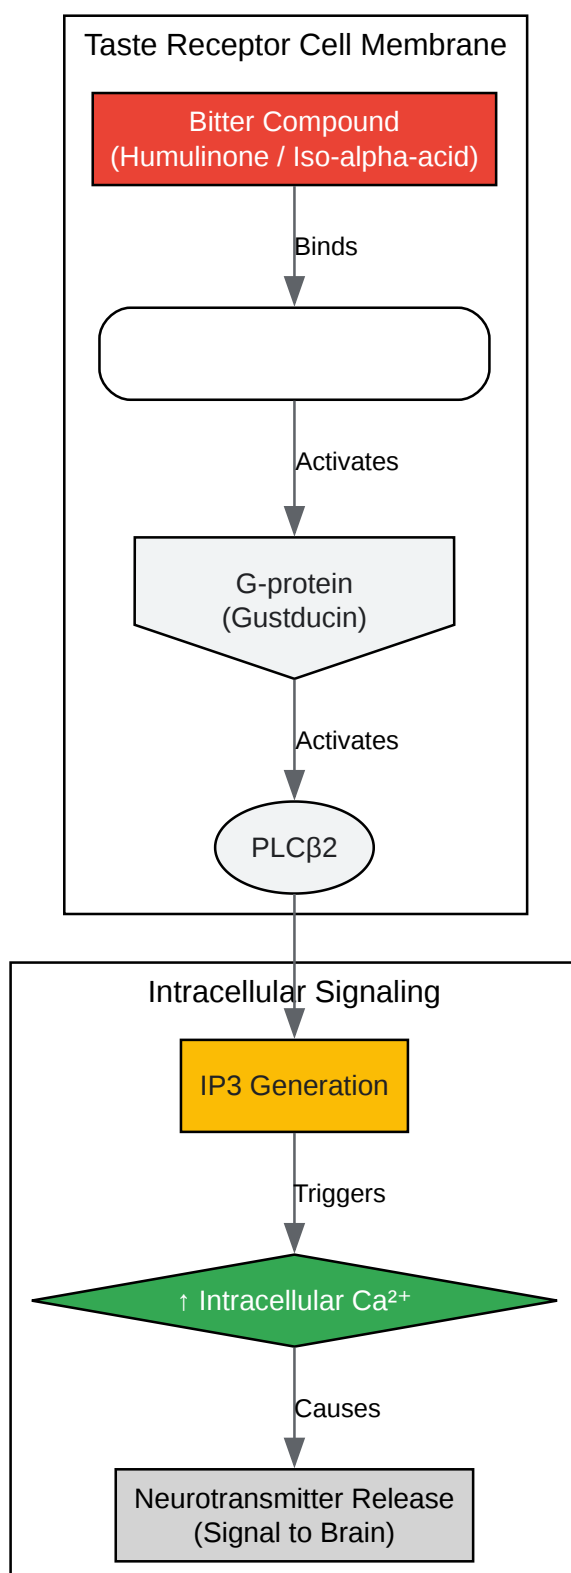 Taste Receptor Cell Membrane
Bitter Compound
(Humulinone / Iso-alpha-acid)
Binds
Activates
G-protein
(Gustducin)
Activates
PLCβ2
Intracellular Signaling
IP3 Generation
Triggers
↑ Intracellular Ca²⁺
Causes
Neurotransmitter Release
(Signal to Brain)